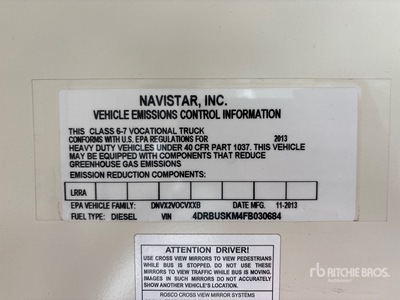 NAVISTAR, INC.
VEHICLE EMISSIONS CONTROL INFORMATION
THIS CLASS 6-7 VOCATIONAL TRUCK
CONFORMS WITH U.S. EPA REGULATIONS FOR 2013
HEAVY DUTY VEHICLES UNDER 40 CFR PART 1037. THIS VEHICLE
MAY BE EQUIPPED WITH COMPONENTS THAT REDUCE
GREENHOUSE GAS EMISSIONS
EMISSION REDUCTION COMPONENTS:
LRRA
EPA VEHICLE FAMILY: DNVX2VOCVXXB DATE MFG. 11-2013
FUEL TYPE: DIESEL VIN 4DRBUSKM4FB030684
ATTENTION DRIVER!
USE CROSS VIEW MIRRORS TO VIEW PEDESTRIANS
WHILE BUS IS STOPPED. DO NOT USE THESE
MIRRORS TO VIEW TRAFFIC WHILE BUS IS MOVING.
IMAGES IN SUCH MIRRORS DO NOT ACCURATELY
SHOW ANOTHER VEHICLE'S LOCATION.
ROSCO CROSS VIEW MIRROR SYSTEMS
rb RITCHIE BROS.